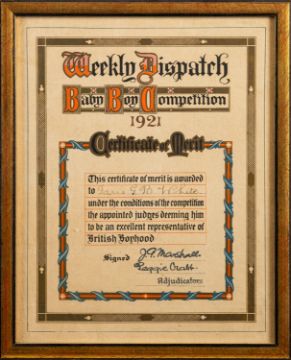 Weekly Dispatch
Baby Boy Competition
1921
Certificate of Merit
This certificate of merit is awarded
to
under the conditions of the competition
the appointed judges deeming him
to be an excellent representative of
British Boyhood
Signed J. F. Marshall
Adjudicators